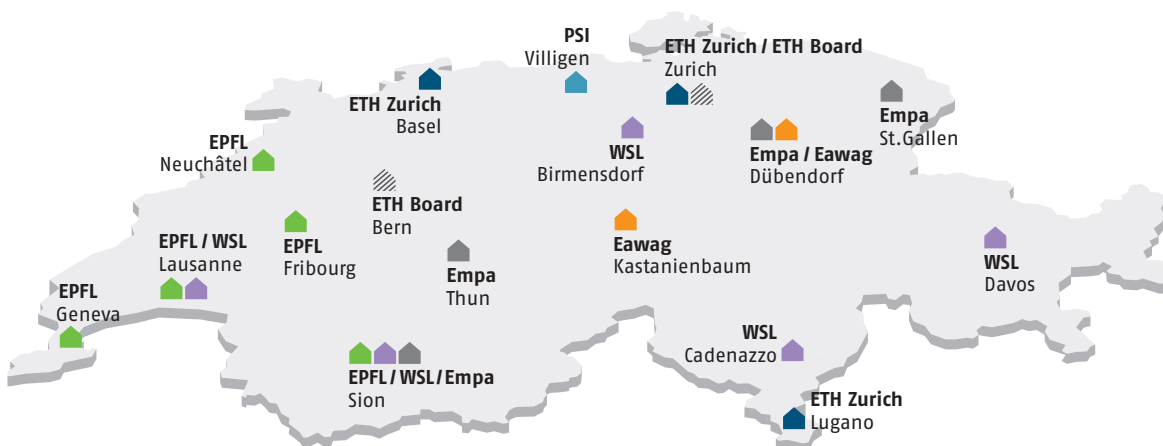 PSI
Villigen
ETH Zurich / ETH Board
Zurich
ETH Zurich
Basel
Empa
St.Gallen
EPFL
Neuchâtel
WSL
Birmensdorf
Empa / Eawag
Dübendorf
ETH Board
Bern
EPFL / WSL
Lausanne
EPFL
Fribourg
Empa
Thun
Eawag
Kastanienbaum
WSL
Davos
EPFL
Geneva
WSL
Cadenazzo
EPFL / WSL / Empa
Sion
ETH Zurich
Lugano